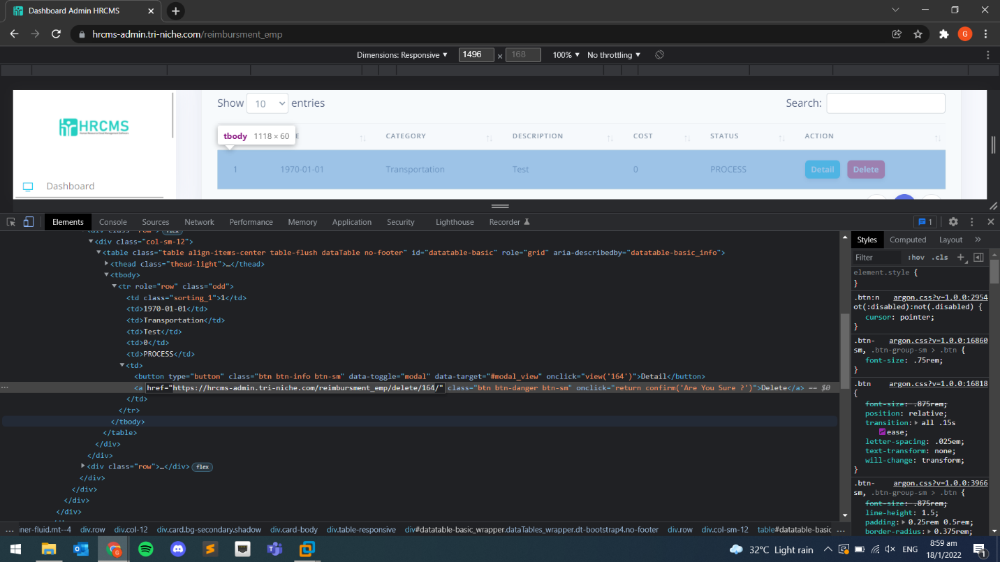 Dashboard Admin HRCMS
hrcms-admin.tri-niche.com/reimbursment_emp
G
Dimensions: Responsive ▼ 1496 × 168 100% ▼ No throttling ▼
Show 10 entries Search:
HRCMS
tbody 1118 × 60
E CATEGORY DESCRIPTION COST STATUS ACTION
1 1970-01-01 Transportation Test 0 PROCESS Detail Delete
Dashboard
Elements Console Sources Network Performance Memory Application Security Lighthouse Recorder 1
Styles Computed Layout »
<div class="col-sm-12">
<table class="table align-items-center table-flush dataTable no-footer" id="datatable-basic" role="grid" aria-describedby="datatable-basic_info">
<thead class="thead-light">…</thead>
<tbody>
<tr role="row" class="odd">
<td class="sorting_1">1</td>
<td>1970-01-01</td>
<td>Transportation</td>
<td>Test</td>
<td>0</td>
<td>PROCESS</td>
<td>
<button type="button" class="btn btn-info btn-sm" data-toggle="modal" data-target="#modal_view" onclick="view('164')">Detail</button>
<a href="https://hrcms-admin.tri-niche.com/reimbursment_emp/delete/164/" class="btn btn-danger btn-sm" onclick="return confirm('Are You Sure ?')">Delete</a> == $0
</td>
</tr>
</tbody>
</table>
</div>
</div>
<div class="row">…</div> flex
</div>
</div>
</div>
</div>
Filter :hov .cls +
element.style {
}
.btn:n argon.css?v=1.0.0:2954
ot(:disabled):not(.disabled) {
cursor: pointer;
}
.btn- argon.css?v=1.0.0:16860
sm, .btn-group-sm > .btn {
font-size: .75rem;
}
.btn argon.css?v=1.0.0:16818
{
font-size: .875rem;
position: relative;
transition: all .15s
ease;
letter-spacing: .025em;
text-transform: none;
will-change: transform;
}
.btn- argon.css?v=1.0.0:3966
sm, .btn-group-sm > .btn {
font-size: .875rem;
line-height: 1.5;
padding: 0.25rem 0.5rem;
border-radius: 0.375rem;
... ner-fluid.mt--4 div.row div.col-12 div.card.bg-secondary.shadow div.card-body div.table-responsive div#datatable-basic_wrapper.dataTables_wrapper.dt-bootstrap4.no-footer div.row div.col-sm-12 table#datatable-basic ...
32°C Light rain ENG
8:59 am
18/1/2022
1